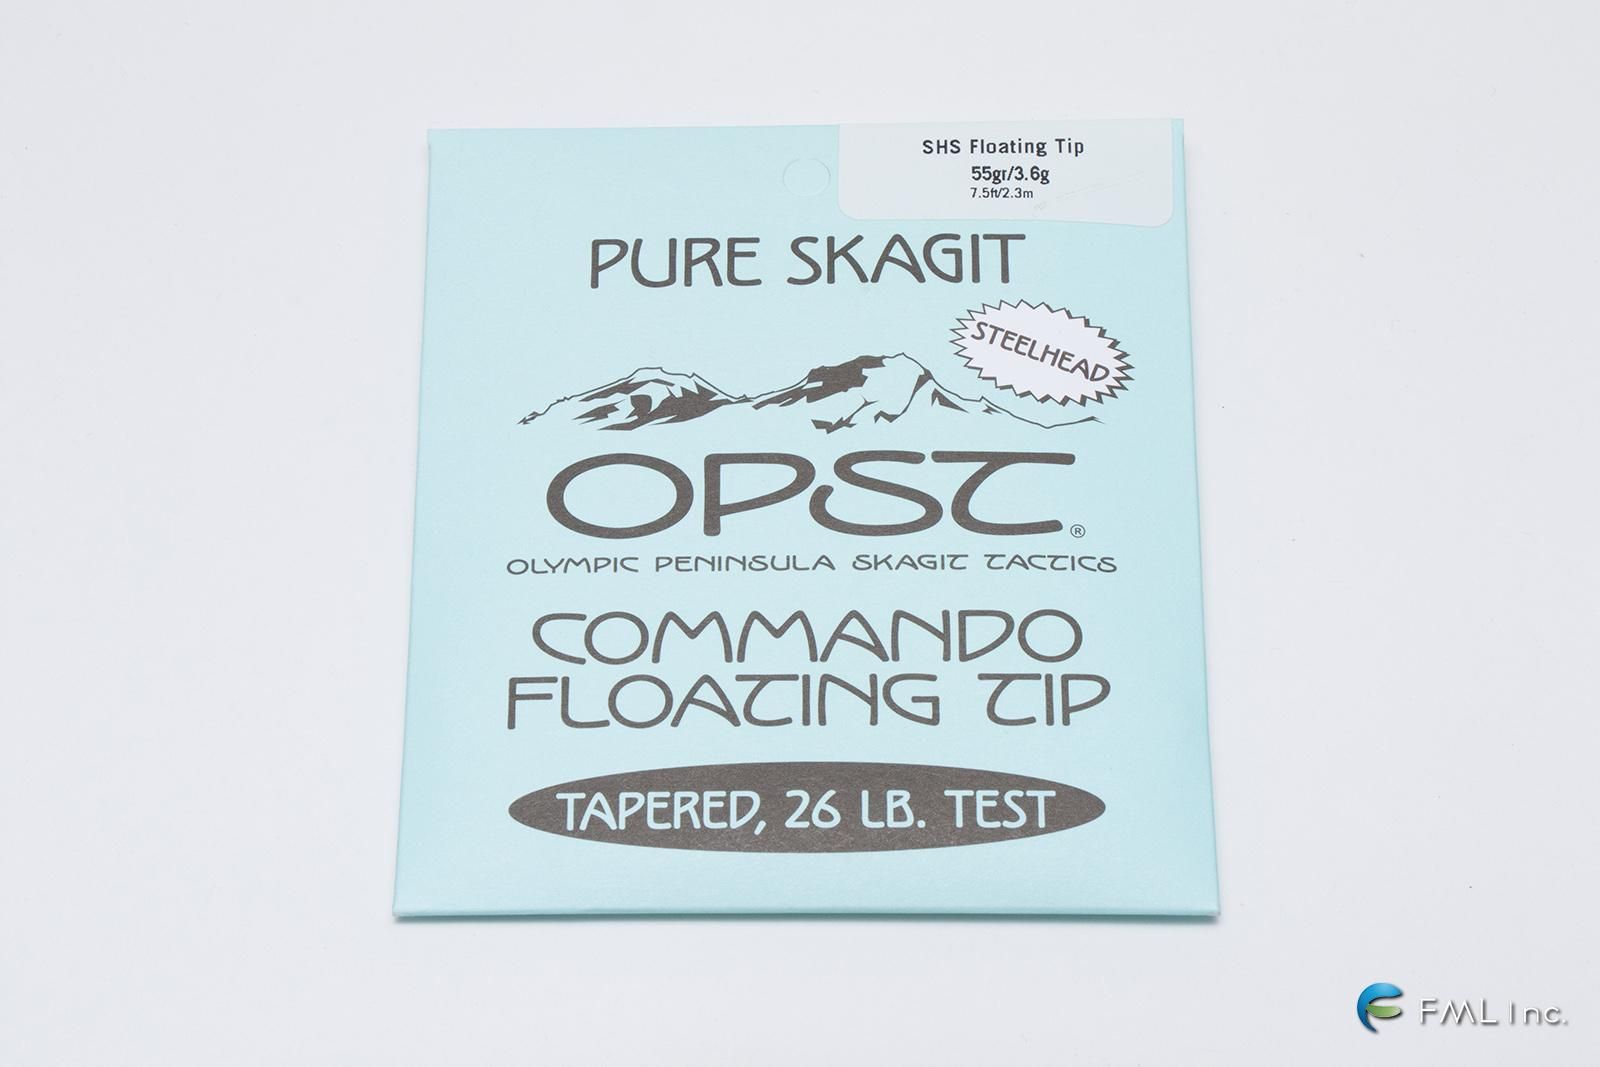 SHS Floating Tip
55gr/3.6g
7.5ft/2.3m
PURE SKAGIT
STEELHEAD
OPST®
OLYMPIC PENINSULA SKAGIT TACTICS
COMMANDO
FLOATING TIP
TAPERED, 26 LB. TEST
FML Inc.